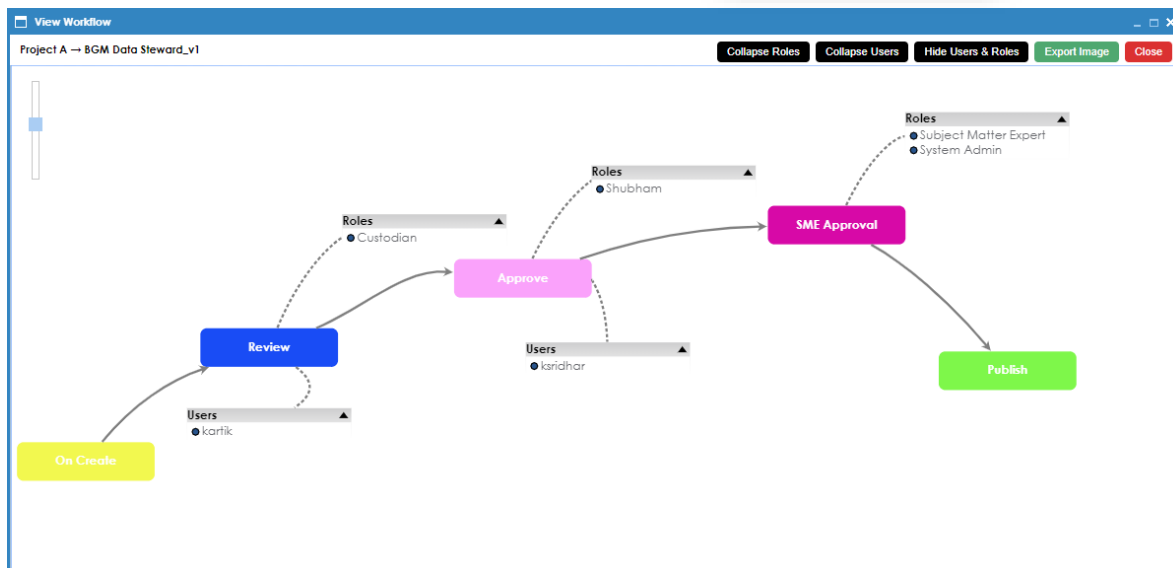 View Workflow
Project A → BGM Data Steward_v1
Collapse Roles
Collapse Users
Hide Users & Roles
Export Image
Close
Roles
Subject Matter Expert
System Admin
Roles
Shubham
SME Approval
Roles
Custodian
Approve
Review
Users
ksridhar
Publish
Users
kartik
On Create